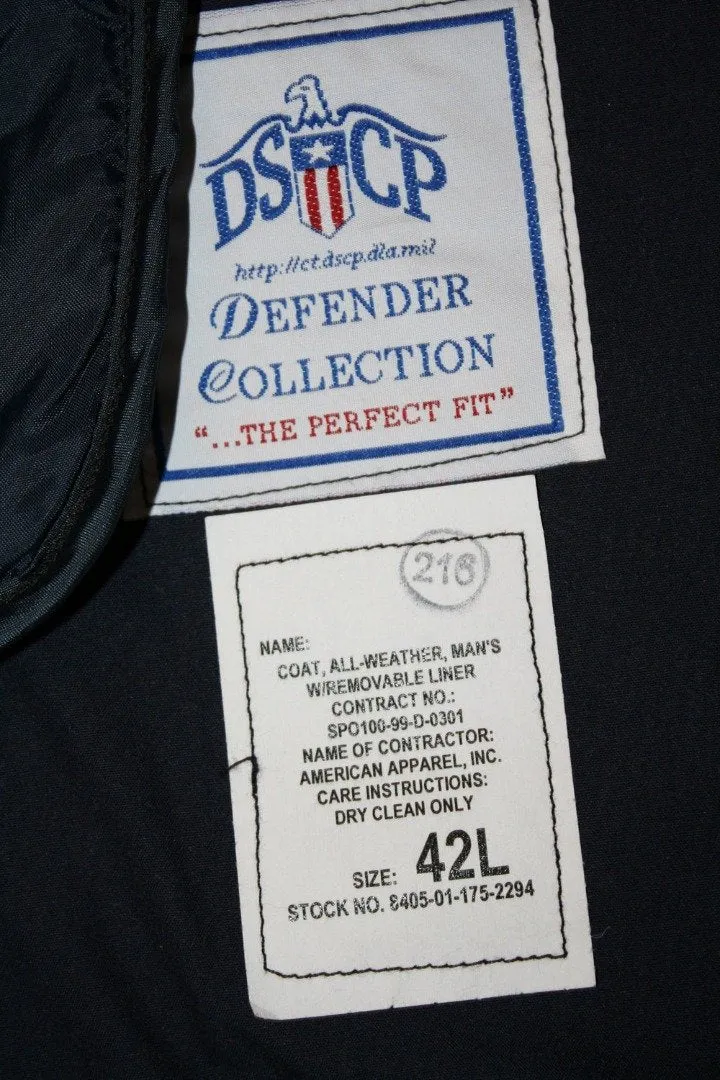 DSCP
http://ct.dscp.dla.mil
DEFENDER
COLLECTION
"...THE PERFECT FIT"
216
NAME:
COAT, ALL-WEATHER, MAN'S
W/REMOVABLE LINER
CONTRACT NO.:
SPO100-99-D-0301
NAME OF CONTRACTOR:
AMERICAN APPAREL, INC.
CARE INSTRUCTIONS:
DRY CLEAN ONLY
SIZE: 42L
STOCK NO. 8405-01-175-2294